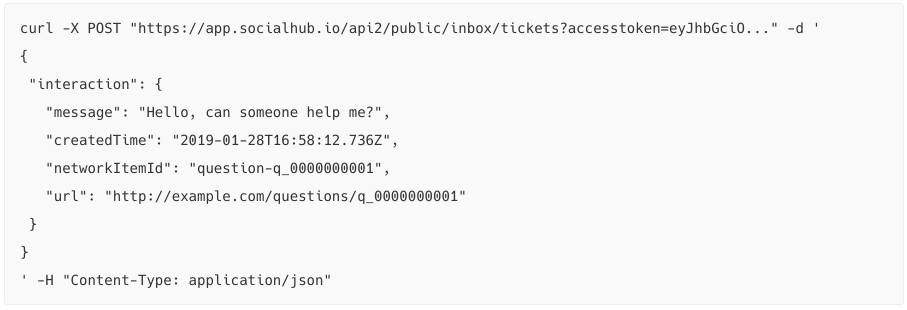 curl -X POST "https://app.socialhub.io/api2/public/inbox/tickets?accesstoken=eyJhbGciO..." -d '
{
 "interaction": {
   "message": "Hello, can someone help me?",
   "createdTime": "2019-01-28T16:58:12.736Z",
   "networkItemId": "question-q_0000000001",
   "url": "http://example.com/questions/q_0000000001"
 }
}
' -H "Content-Type: application/json"